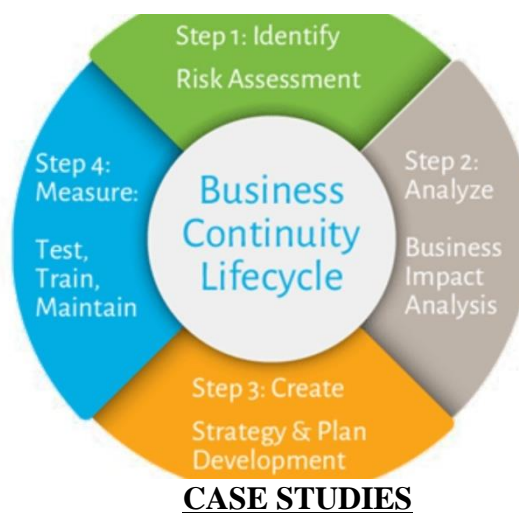 Step 1: Identify
Risk Assessment
Step 2:
Analyze
Business
Impact
Analysis
Step 3: Create
Strategy & Plan
Development
Step 4:
Measure:
Test,
Train,
Maintain
Business
Continuity
Lifecycle
CASE STUDIES